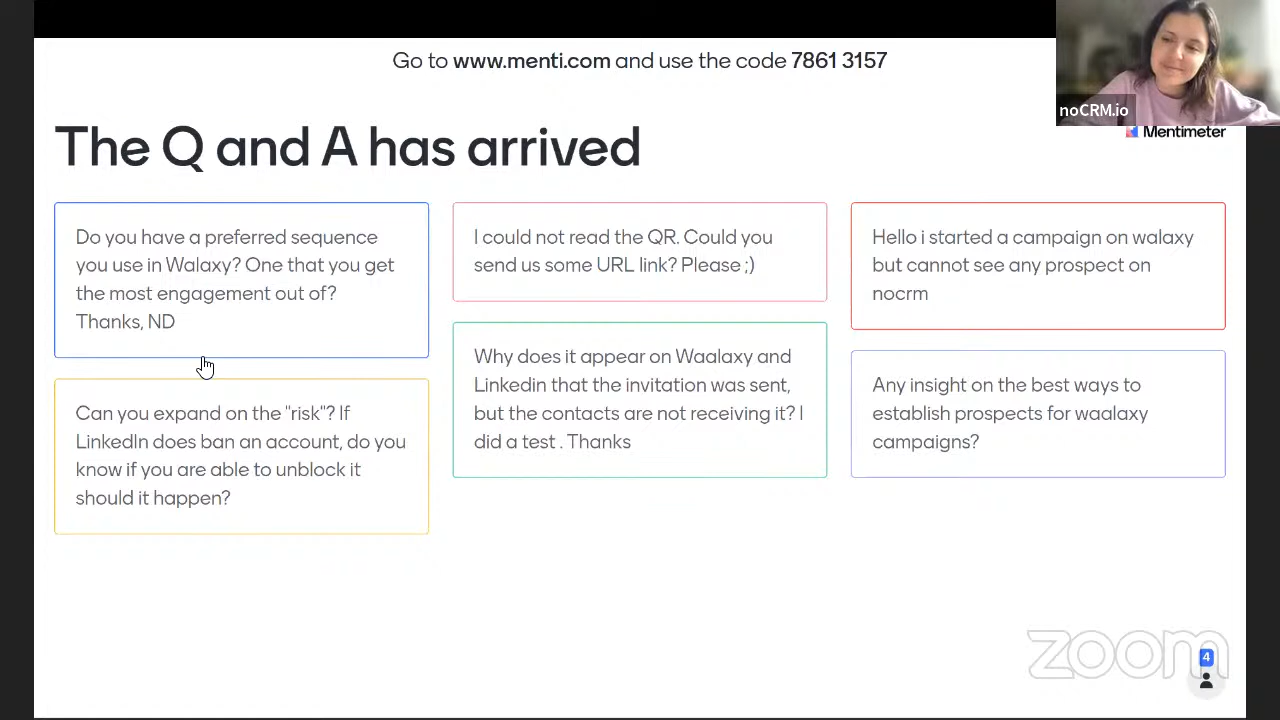 Go to www.menti.com and use the code 7861 3157
noCRM.io
Mentimeter
The Q and A has arrived
Do you have a preferred sequence
you use in Walaxy? One that you get
the most engagement out of?
Thanks, ND
Can you expand on the "risk"? If
LinkedIn does ban an account, do you
know if you are able to unblock it
should it happen?
I could not read the QR. Could you
send us some URL link? Please ;)
Why does it appear on Waalaxy and
Linkedin that the invitation was sent,
but the contacts are not receiving it? I
did a test . Thanks
Hello i started a campaign on walaxy
but cannot see any prospect on
nocrm
Any insight on the best ways to
establish prospects for waalaxy
campaigns?
zoom
4